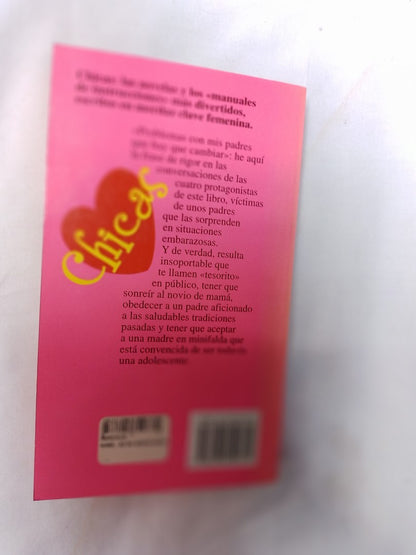 Chicas: las novelas y los «manuales
de instrucciones» más divertidos,
escritos en clave femenina.
«Problemas con mis padres
que hay que cambiar»: he aquí
la frase de rigor en las
conversaciones de las
cuatro protagonistas
de este libro, víctimas
de unos padres
que las sorprenden
en situaciones
embarazosas.
Y de verdad, resulta
insoportable que
te llamen «tesorito»
en público, tener que
sonreír al novio de mamá,
obedecer a un padre aficionado
a las saludables tradiciones
pasadas y tener que aceptar
a una madre en minifalda que
está convencida de ser todavía
una adolescente.
Chicas